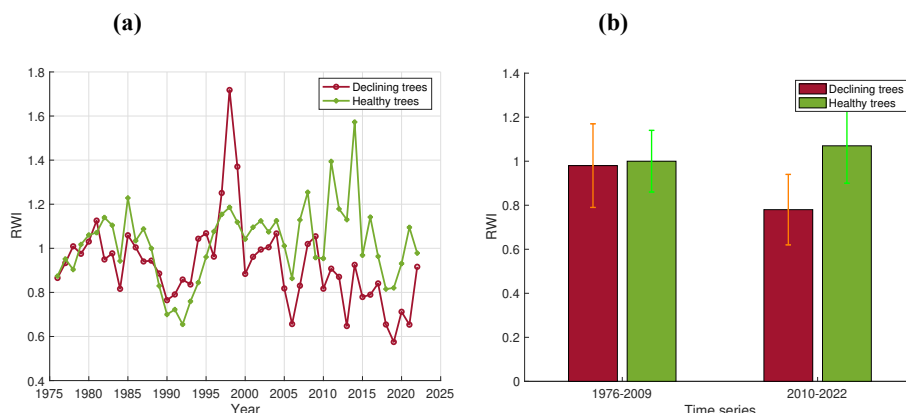 (a)
(b)
1.8
1.6
1.4
1.2
1
0.8
0.6
0.4
RWI
1975 1980 1985 1990 1995 2000 2005 2010 2015 2020 2025
Year
Declining trees
Healthy trees
1.4
1.2
1
0.8
0.6
0.4
0.2
0
RWI
Declining trees
Healthy trees
1976-2009 2010-2022
Time series